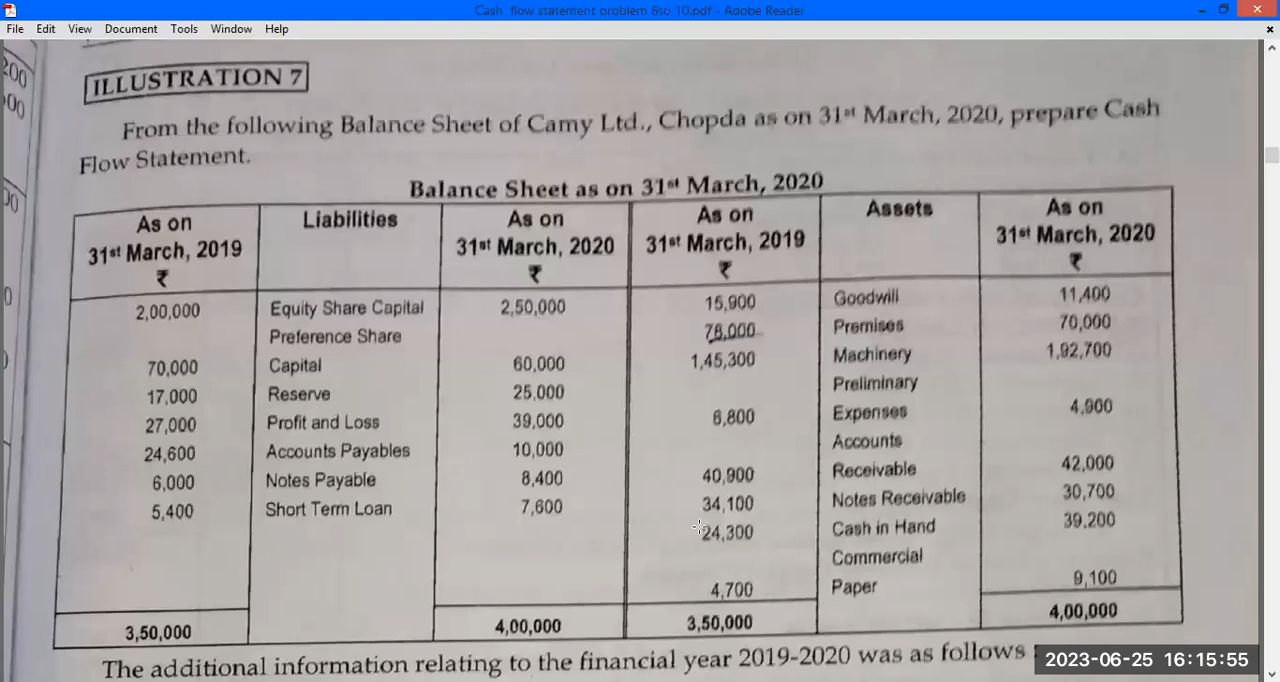 Cash flow statement problem 6to 10.pdf - Adobe Reader
File Edit View Document Tools Window Help
ILLUSTRATION 7
From the following Balance Sheet of Camy Ltd., Chopda as on 31st March, 2020, prepare Cash
Flow Statement.
Balance Sheet as on 31st March, 2020
As on 31st March, 2019 ₹ Liabilities As on 31st March, 2020 ₹ As on 31st March, 2019 ₹ Assets As on 31st March, 2020 ₹
2,00,000 Equity Share Capital 2,50,000 15,900 Goodwill 11,400
Preference Share 78,000 Premises 70,000
70,000 Capital 60,000 1,45,300 Machinery 1,92,700
17,000 Reserve 25,000 Preliminary
27,000 Profit and Loss 39,000 6,800 Expenses 4,900
24,600 Accounts Payables 10,000 Accounts
6,000 Notes Payable 8,400 40,900 Receivable 42,000
5,400 Short Term Loan 7,600 34,100 Notes Receivable 30,700
24,300 Cash in Hand 39,200
Commercial
4,700 Paper 9,100
3,50,000 4,00,000 3,50,000 4,00,000
The additional information relating to the financial year 2019-2020 was as follows :
2023-06-25 16:15:55